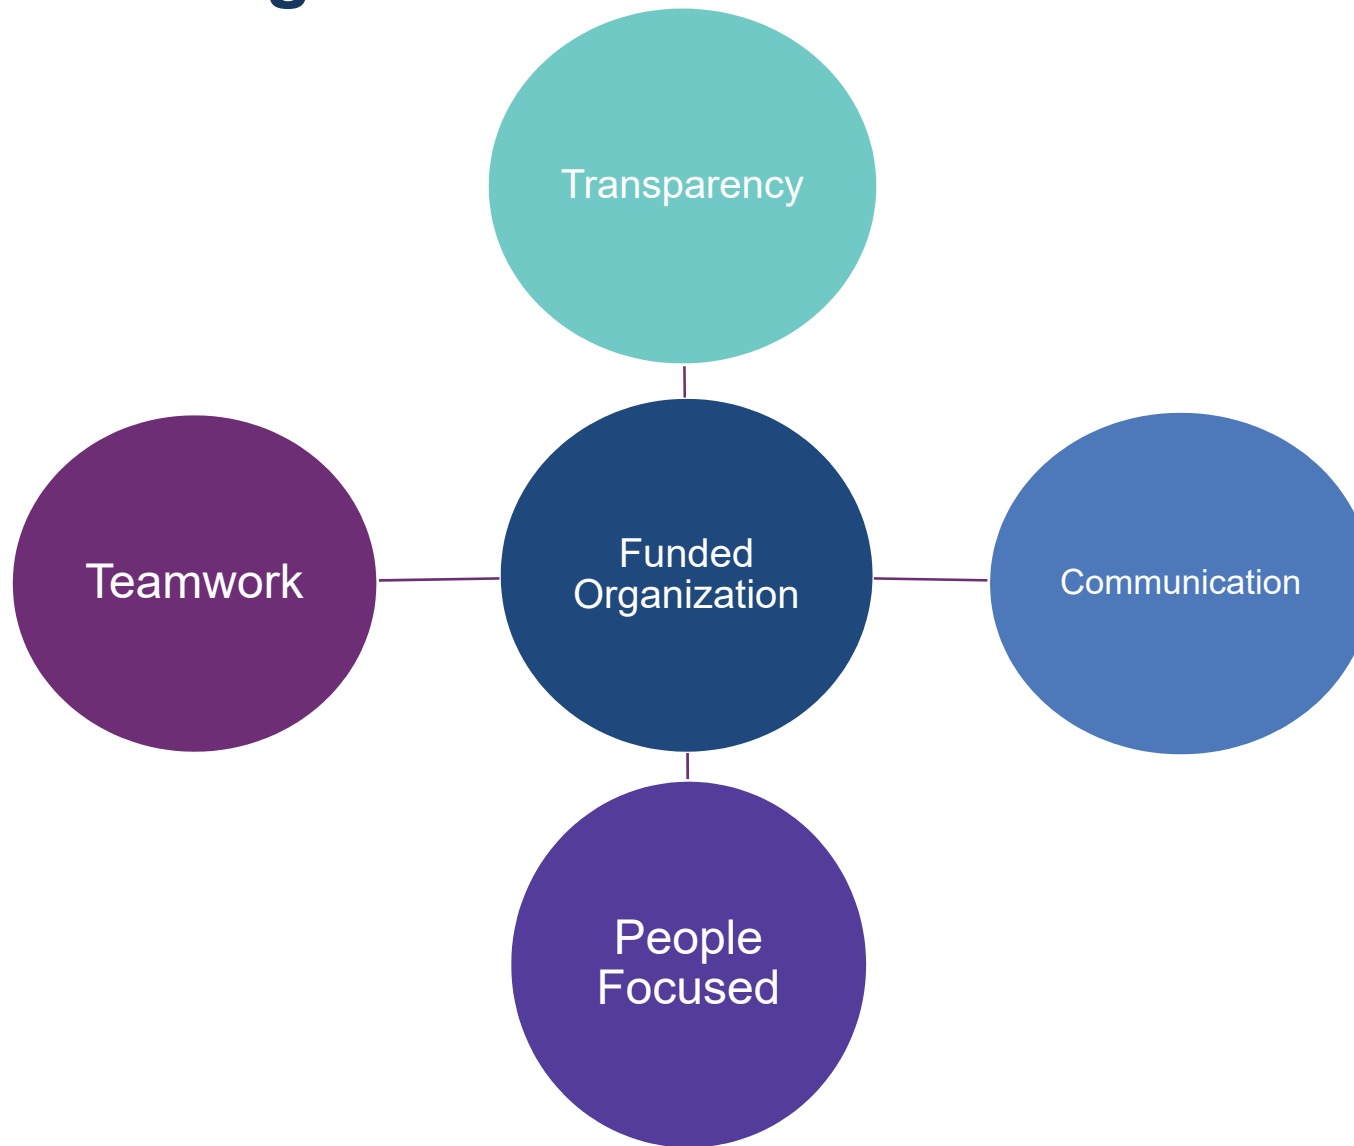 Transparency
Teamwork
Funded
Organization
Communication
People
Focused